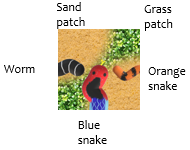 Sand
patch
Grass
patch
Worm
Orange
snake
Blue
snake